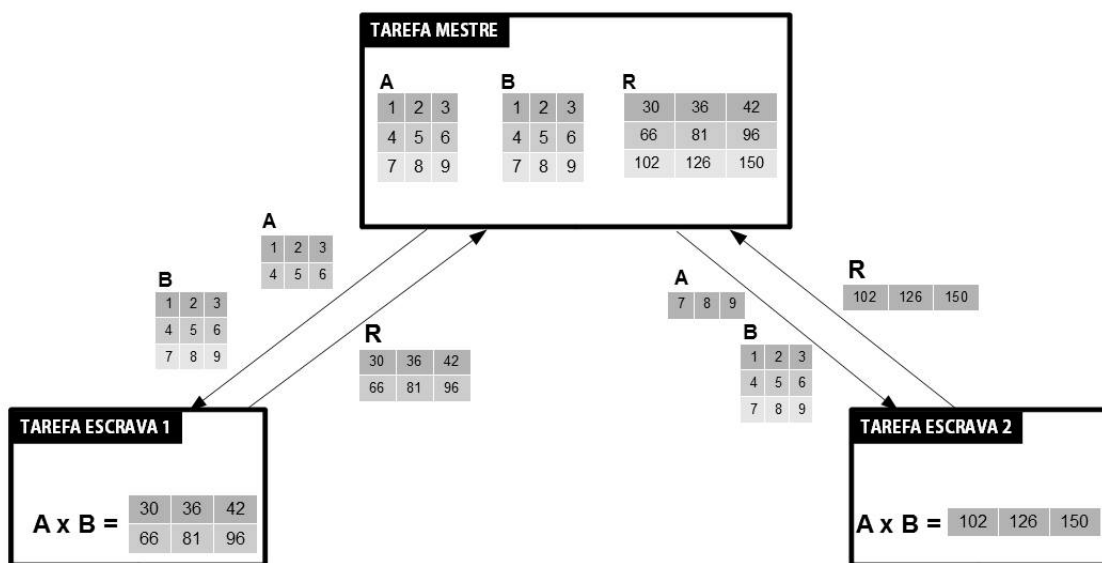 TAREFA MESTRE
A
1 2 3
4 5 6
7 8 9
B
1 2 3
4 5 6
7 8 9
R
30 36 42
66 81 96
102 126 150
A
1 2 3
4 5 6
B
1 2 3
4 5 6
7 8 9
R
30 36 42
66 81 96
A
7 8 9
B
1 2 3
4 5 6
7 8 9
R
102 126 150
TAREFA ESCRAVA 1
A x B =
30 36 42
66 81 96
TAREFA ESCRAVA 2
A x B = 102 126 150